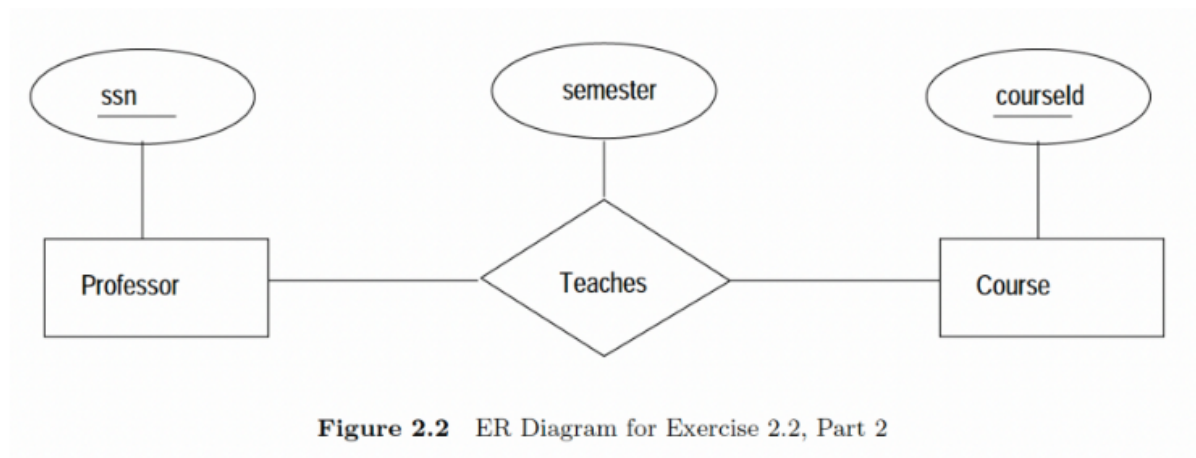 ssn
semester
courseId
Professor
Teaches
Course
Figure 2.2 ER Diagram for Exercise 2.2, Part 2